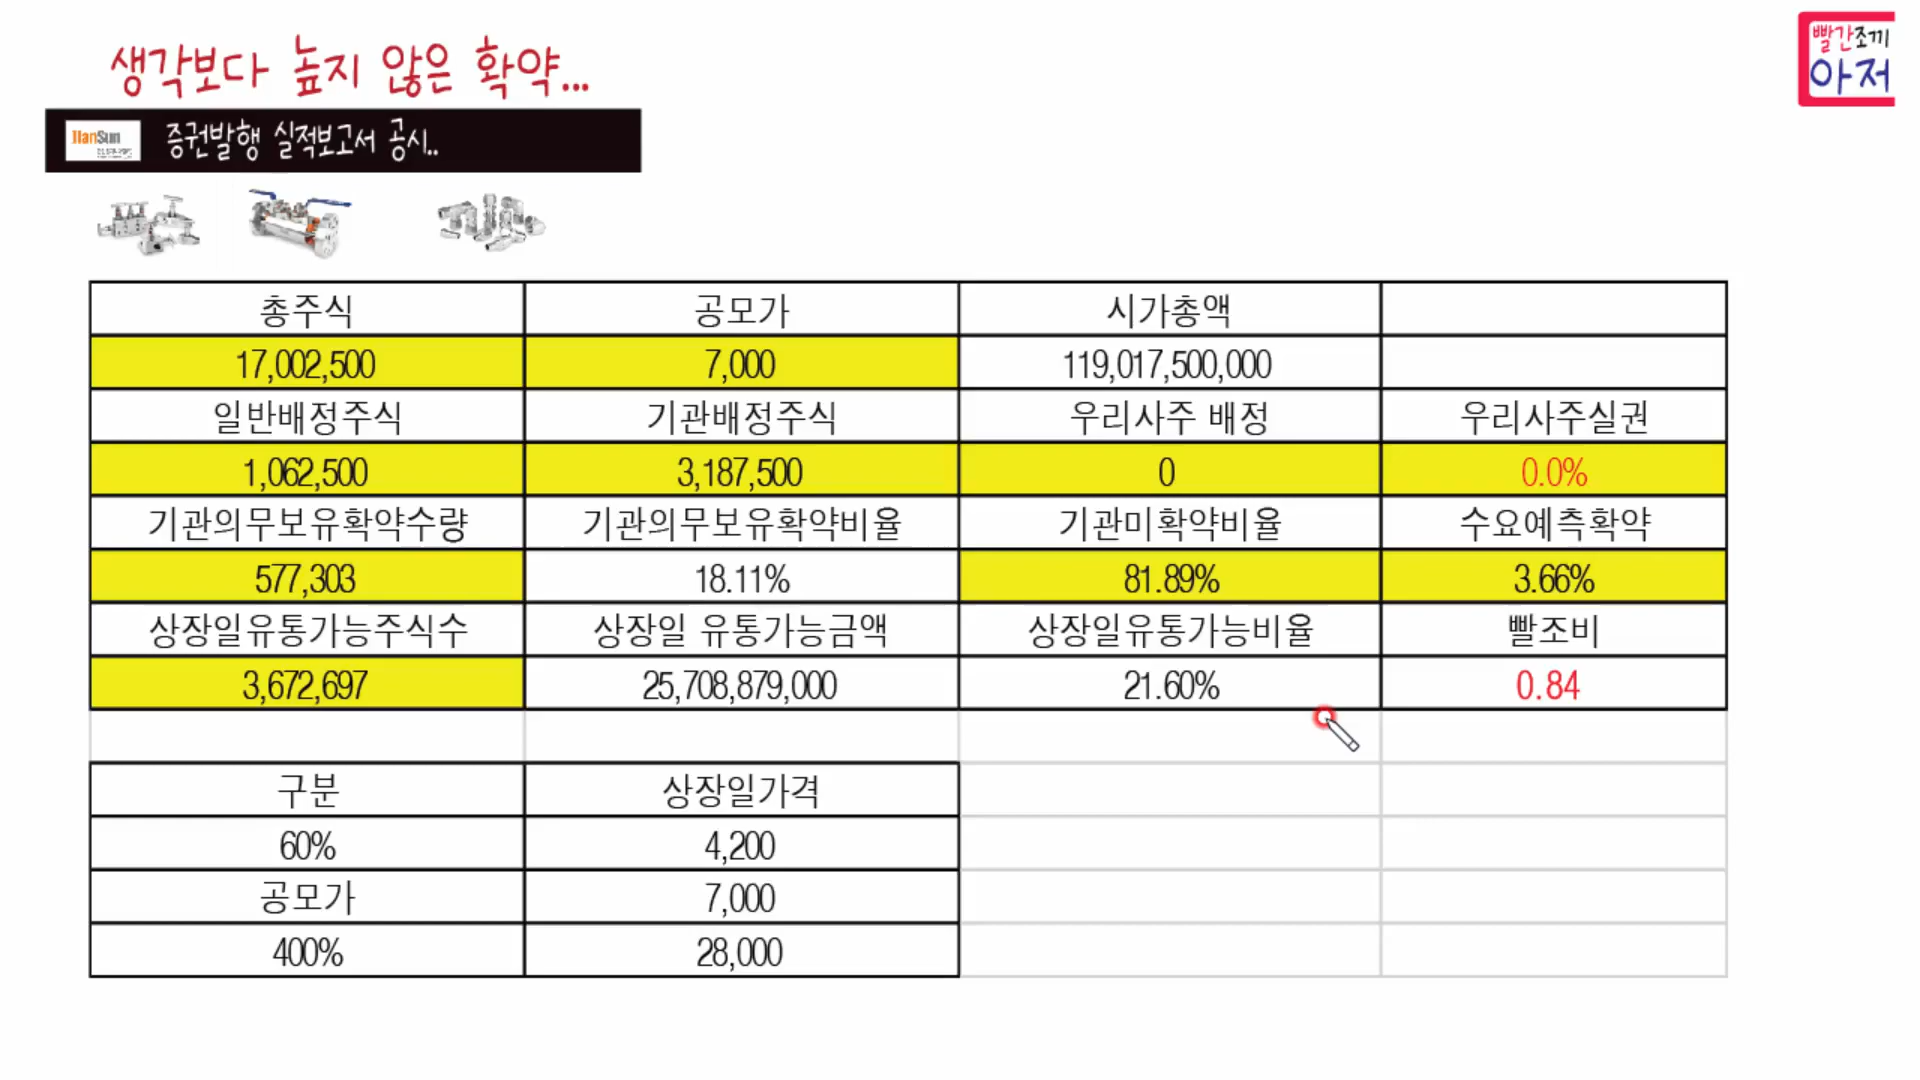 생각보다 높지 않은 확약...
빨간조끼
아저
HanSun 증권발행 실적보고서 공시..
총주식 공모가 시가총액
17,002,500 7,000 119,017,500,000
일반배정주식 기관배정주식 우리사주 배정 우리사주실권
1,062,500 3,187,500 0 0.0%
기관의무보유확약수량 기관의무보유확약비율 기관미확약비율 수요예측확약
577,303 18.11% 81.89% 3.66%
상장일유통가능주식수 상장일 유통가능금액 상장일유통가능비율 빨조비
3,672,697 25,708,879,000 21.60% 0.84
구분 상장일가격
60% 4,200
공모가 7,000
400% 28,000